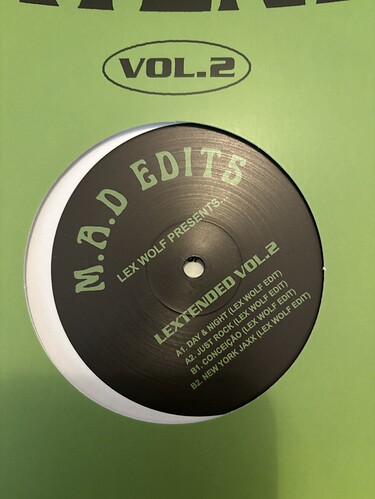 VOL.2
M.A.D EDITS
LEX WOLF PRESENTS...
LEXTENDED VOL.2
A1. DAY & NIGHT (LEX WOLF EDIT)
A2. JUST ROCK (LEX WOLF EDIT)
B1. CONCEIÇÃO (LEX WOLF EDIT)
B2. NEW YORK JAXX (LEX WOLF EDIT)